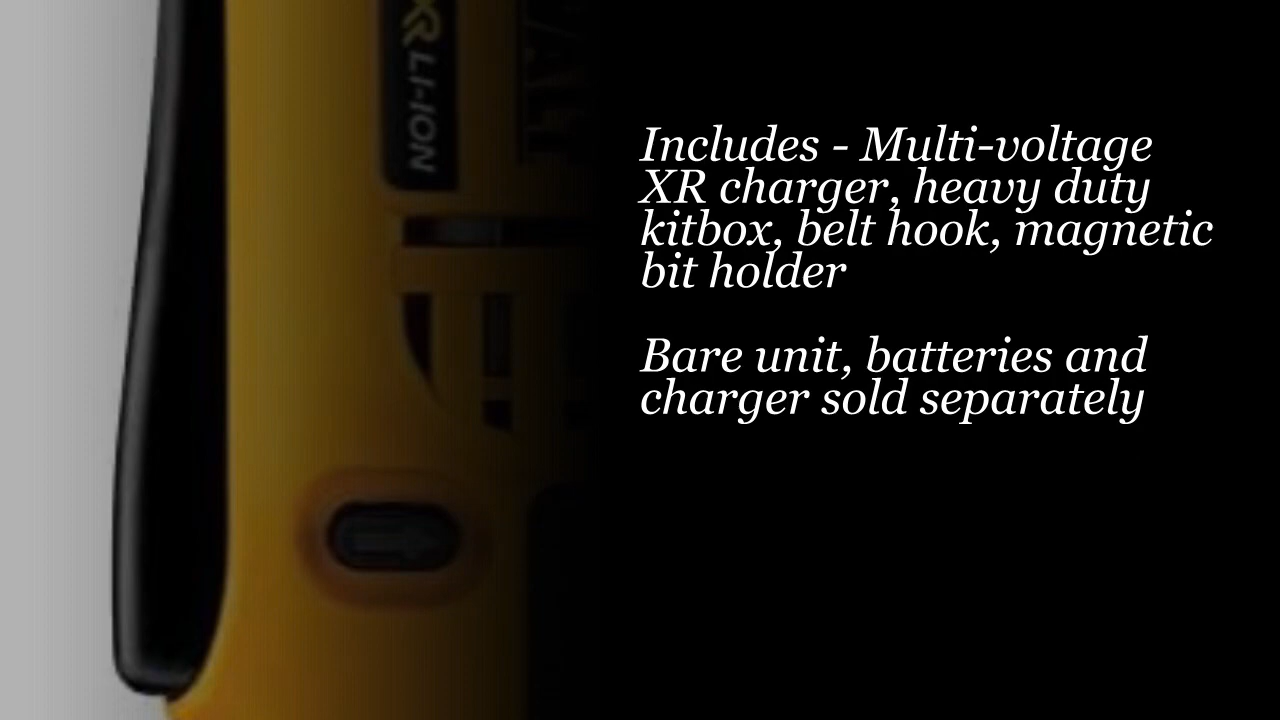 XR LI-ION
Includes - Multi-voltage
XR charger, heavy duty
kitbox, belt hook, magnetic
bit holder
Bare unit, batteries and
charger sold separately